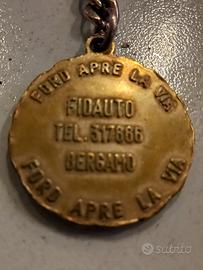 FORD APRE LA VIA
FIDAUTO
TEL. 317666
BERGAMO
FORD APRE LA VIA
subito